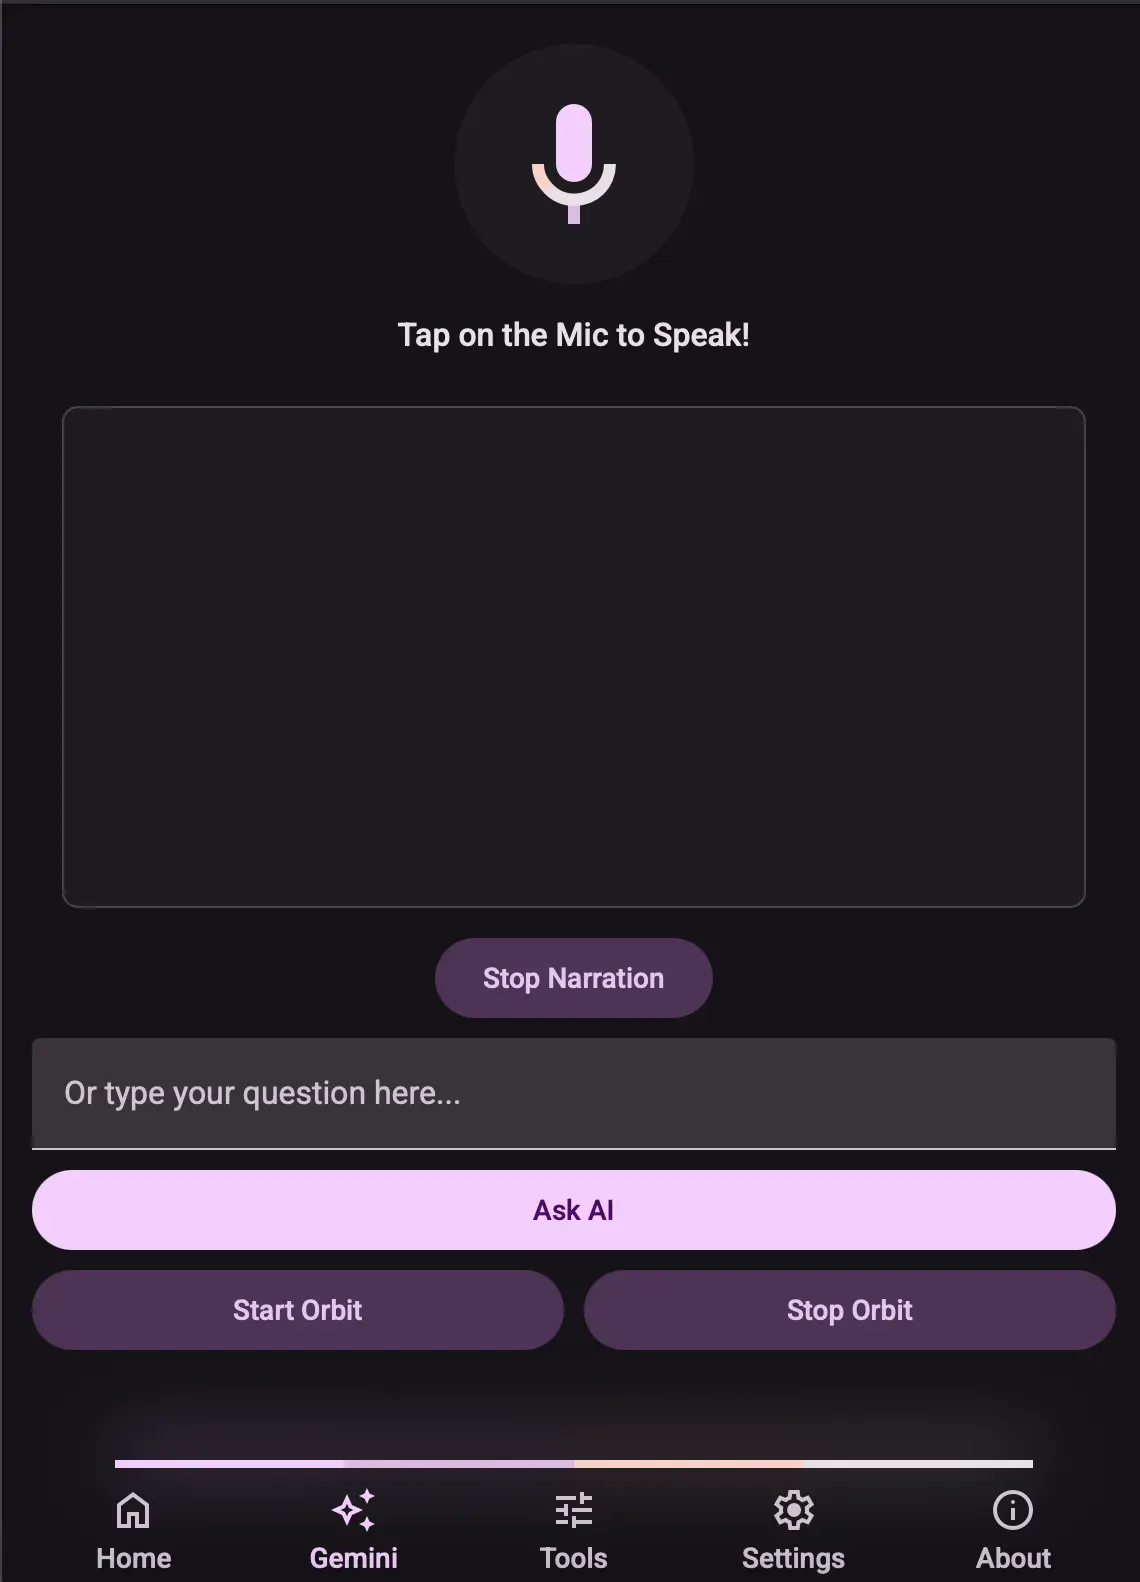 Tap on the Mic to Speak!
Stop Narration
Or type your question here...
Ask AI
Start Orbit
Stop Orbit
Home
Gemini
Tools
Settings
About